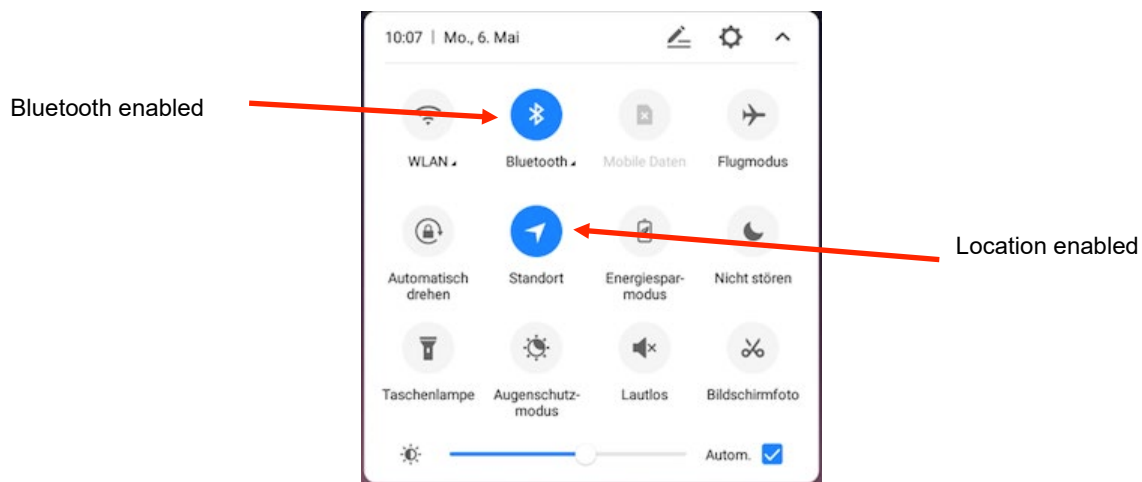 10:07 | Mo., 6. Mai
Bluetooth enabled
WLAN
Bluetooth
Mobile Daten
Flugmodus
Location enabled
Automatisch
drehen
Standort
Energiespar-
modus
Nicht stören
Taschenlampe
Augenschutz-
modus
Lautlos
Bildschirmfoto
Autom.